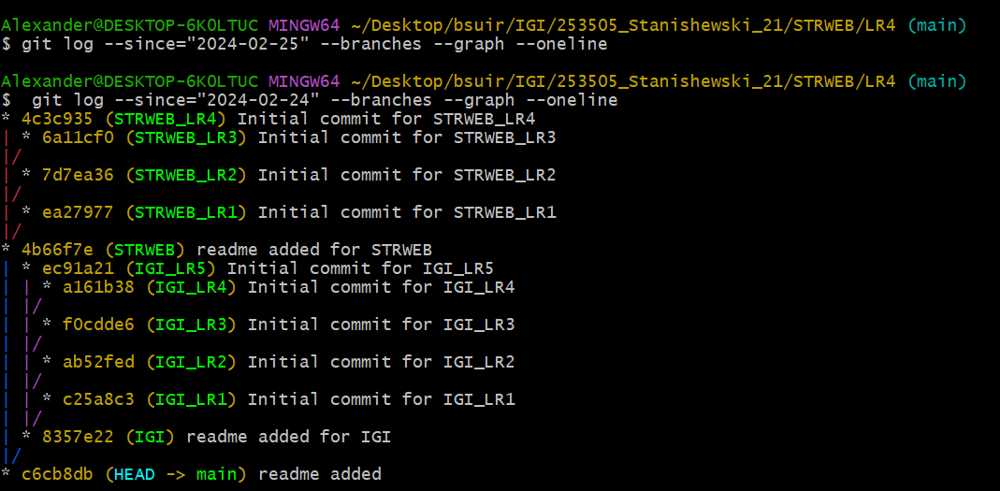 Alexander@DESKTOP-6K0LTUC MINGW64 ~/Desktop/bsuir/IGI/253505_Stanishewski_21/STRWEB/LR4 (main)
$ git log --since="2024-02-25" --branches --graph --oneline
Alexander@DESKTOP-6K0LTUC MINGW64 ~/Desktop/bsuir/IGI/253505_Stanishewski_21/STRWEB/LR4 (main)
$  git log --since="2024-02-24" --branches --graph --oneline
* 4c3c935 (STRWEB_LR4) Initial commit for STRWEB_LR4
| * 6a11cf0 (STRWEB_LR3) Initial commit for STRWEB_LR3
|/
| * 7d7ea36 (STRWEB_LR2) Initial commit for STRWEB_LR2
|/
| * ea27977 (STRWEB_LR1) Initial commit for STRWEB_LR1
|/
* 4b66f7e (STRWEB) readme added for STRWEB
| * ec91a21 (IGI_LR5) Initial commit for IGI_LR5
| | * a161b38 (IGI_LR4) Initial commit for IGI_LR4
| |/
| | * f0cdde6 (IGI_LR3) Initial commit for IGI_LR3
| |/
| | * ab52fed (IGI_LR2) Initial commit for IGI_LR2
| |/
| | * c25a8c3 (IGI_LR1) Initial commit for IGI_LR1
| |/
| * 8357e22 (IGI) readme added for IGI
|/
* c6cb8db (HEAD -> main) readme added